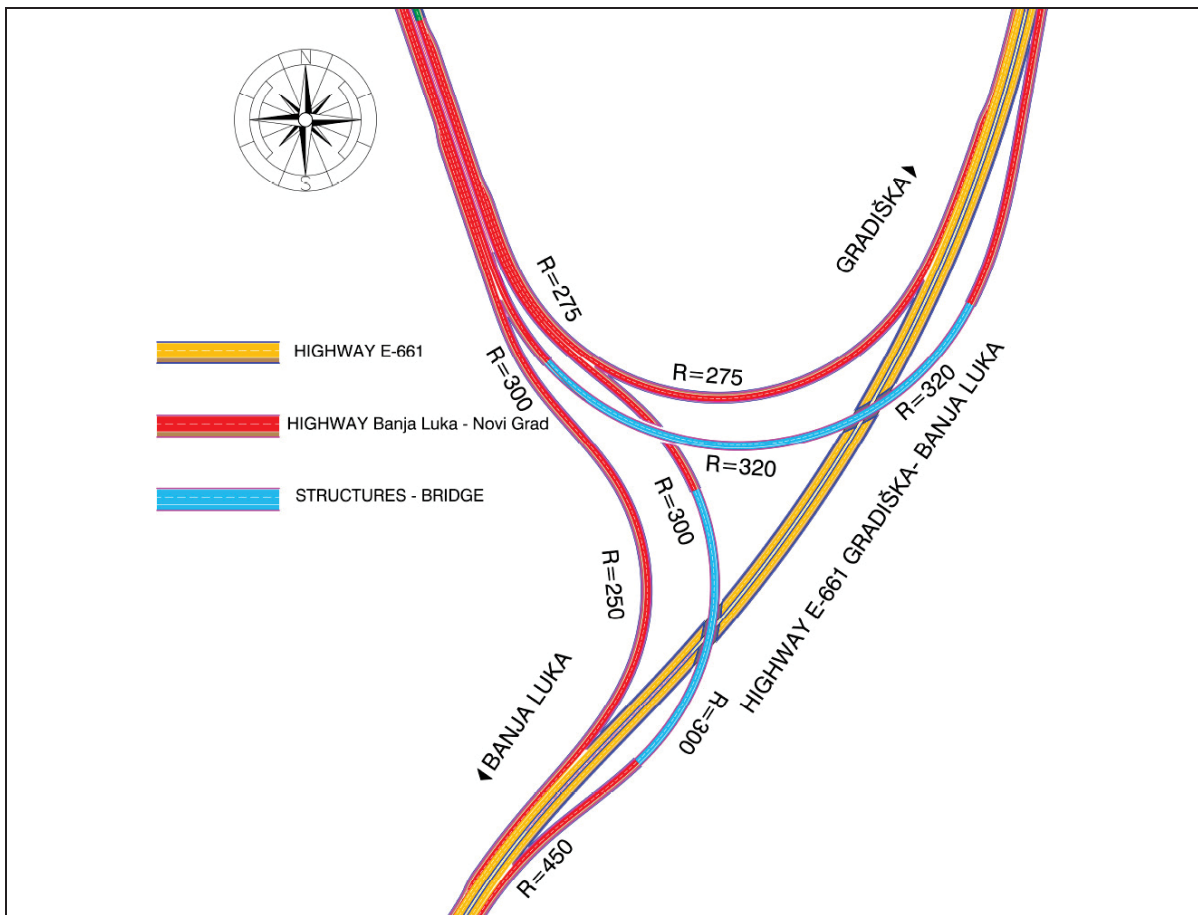 N
S
GRADIŠKA
R=275
HIGHWAY E-661
R=300
R=275
R=320
HIGHWAY Banja Luka - Novi Grad
R=320
STRUCTURES - BRIDGE
R=300
R=250
HIGHWAY E-661 GRADIŠKA- BANJA LUKA
BANJA LUKA
R=300
R=450